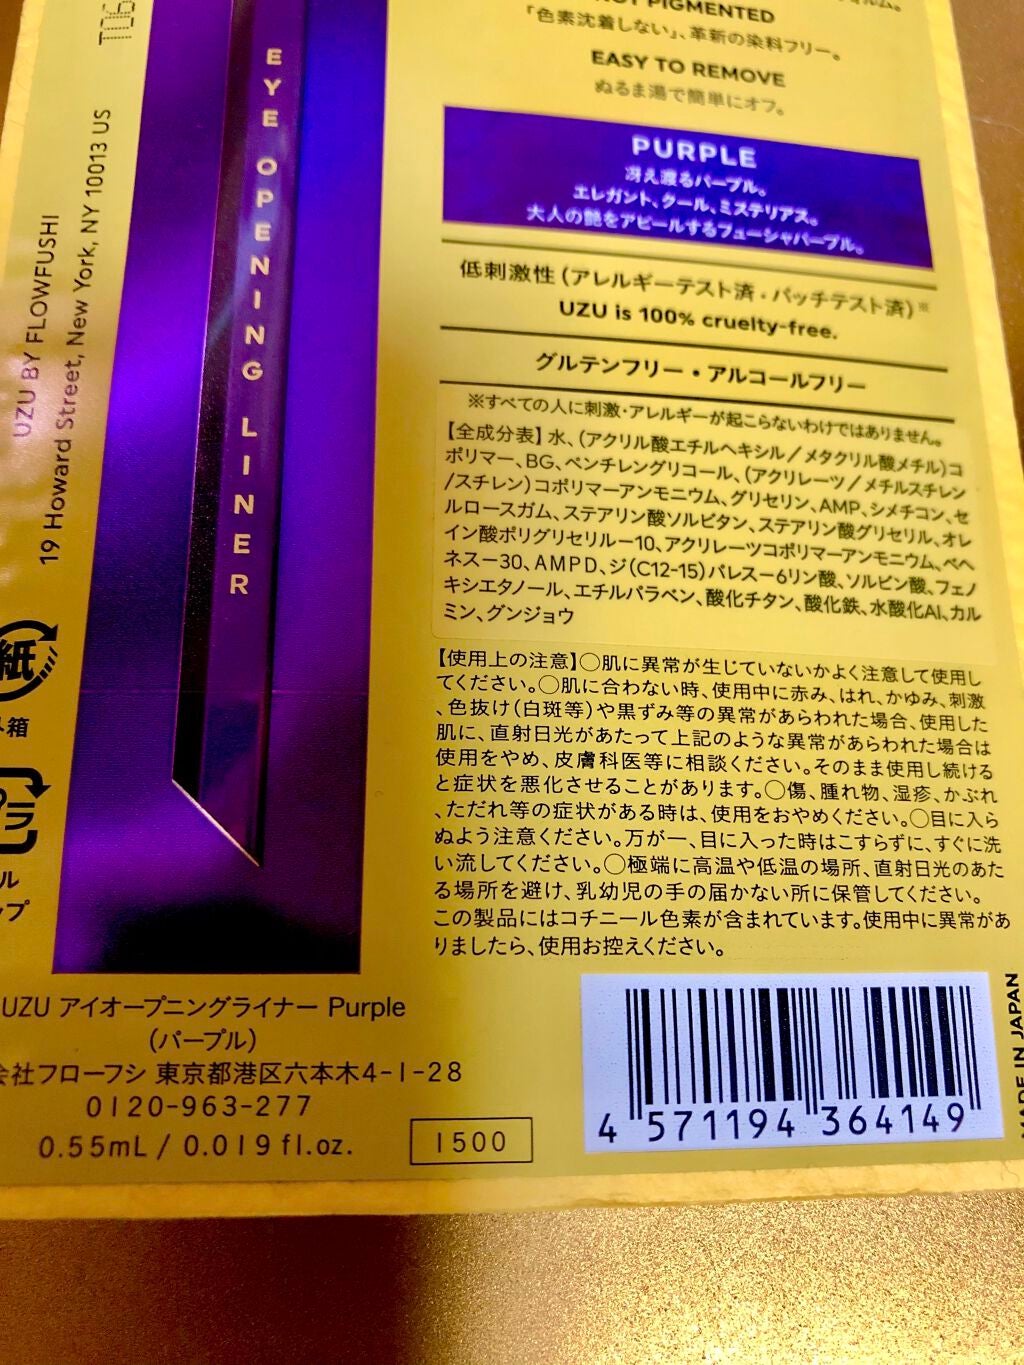 NOT PIGMENTED
「色素沈着しない」、革新の染料フリー。
EASY TO REMOVE
ぬるま湯で簡単にオフ。
PURPLE
冴え渡るパープル。
エレガント、クール、ミステリアス。
大人の艶をアピールするフューシャパープル。
低刺激性(アレルギーテスト済・パッチテスト済)※
UZU is 100% cruelty-free.
グルテンフリー・アルコールフリー
※すべての人に刺激・アレルギーが起こらないわけではありません。
【全成分表】水、(アクリル酸エチルヘキシル/メタクリル酸メチル)コ
ポリマー、BG、ペンチレングリコール、(アクリレーツ/メチルスチレン
/スチレン)コポリマーアンモニウム、グリセリン、AMP、シメチコン、セ
ルロースガム、ステアリン酸ソルビタン、ステアリン酸グリセリル、オレ
イン酸ポリグリセリル-10、アクリレーツコポリマーアンモニウム、ベヘ
ネス-30、AMPD、ジ(C12-15)パレス-6リン酸、ソルビン酸、フェノ
キシエタノール、エチルパラベン、酸化チタン、酸化鉄、水酸化Al、カル
ミン、グンジョウ
【使用上の注意】○肌に異常が生じていないかよく注意して使用し
てください。○肌に合わない時、使用中に赤み、はれ、かゆみ、刺激
、色抜け(白斑等)や黒ずみ等の異常があらわれた場合、使用した
肌に、直射日光があたって上記のような異常があらわれた場合は
使用をやめ、皮膚科医等に相談ください。そのまま使用し続ける
と症状を悪化させることがあります。○傷、腫れ物、湿疹、かぶれ
、ただれ等の症状がある時は、使用をおやめください。○目に入ら
ぬよう注意ください。万が一、目に入った時はこすらずに、すぐに洗
い流してください。○極端に高温や低温の場所、直射日光のあた
る場所を避け、乳幼児の手の届かない所に保管してください。
この製品にはコチニール色素が含まれています。使用中に異常があ
りましたら、使用お控えください。
EYE OPENING LINER
UZU BY FLOWFUSHI
19 Howard Street, New York, NY 10013 US
紙
箱
プラ
ル
ップ
UZU アイオープニングライナー Purple
(パープル)
会社フローフシ 東京都港区六本木4-1-28
0120-963-277
0.55mL / 0.019 fl.oz.
1500
4 571194 364149
MADE IN JAPAN